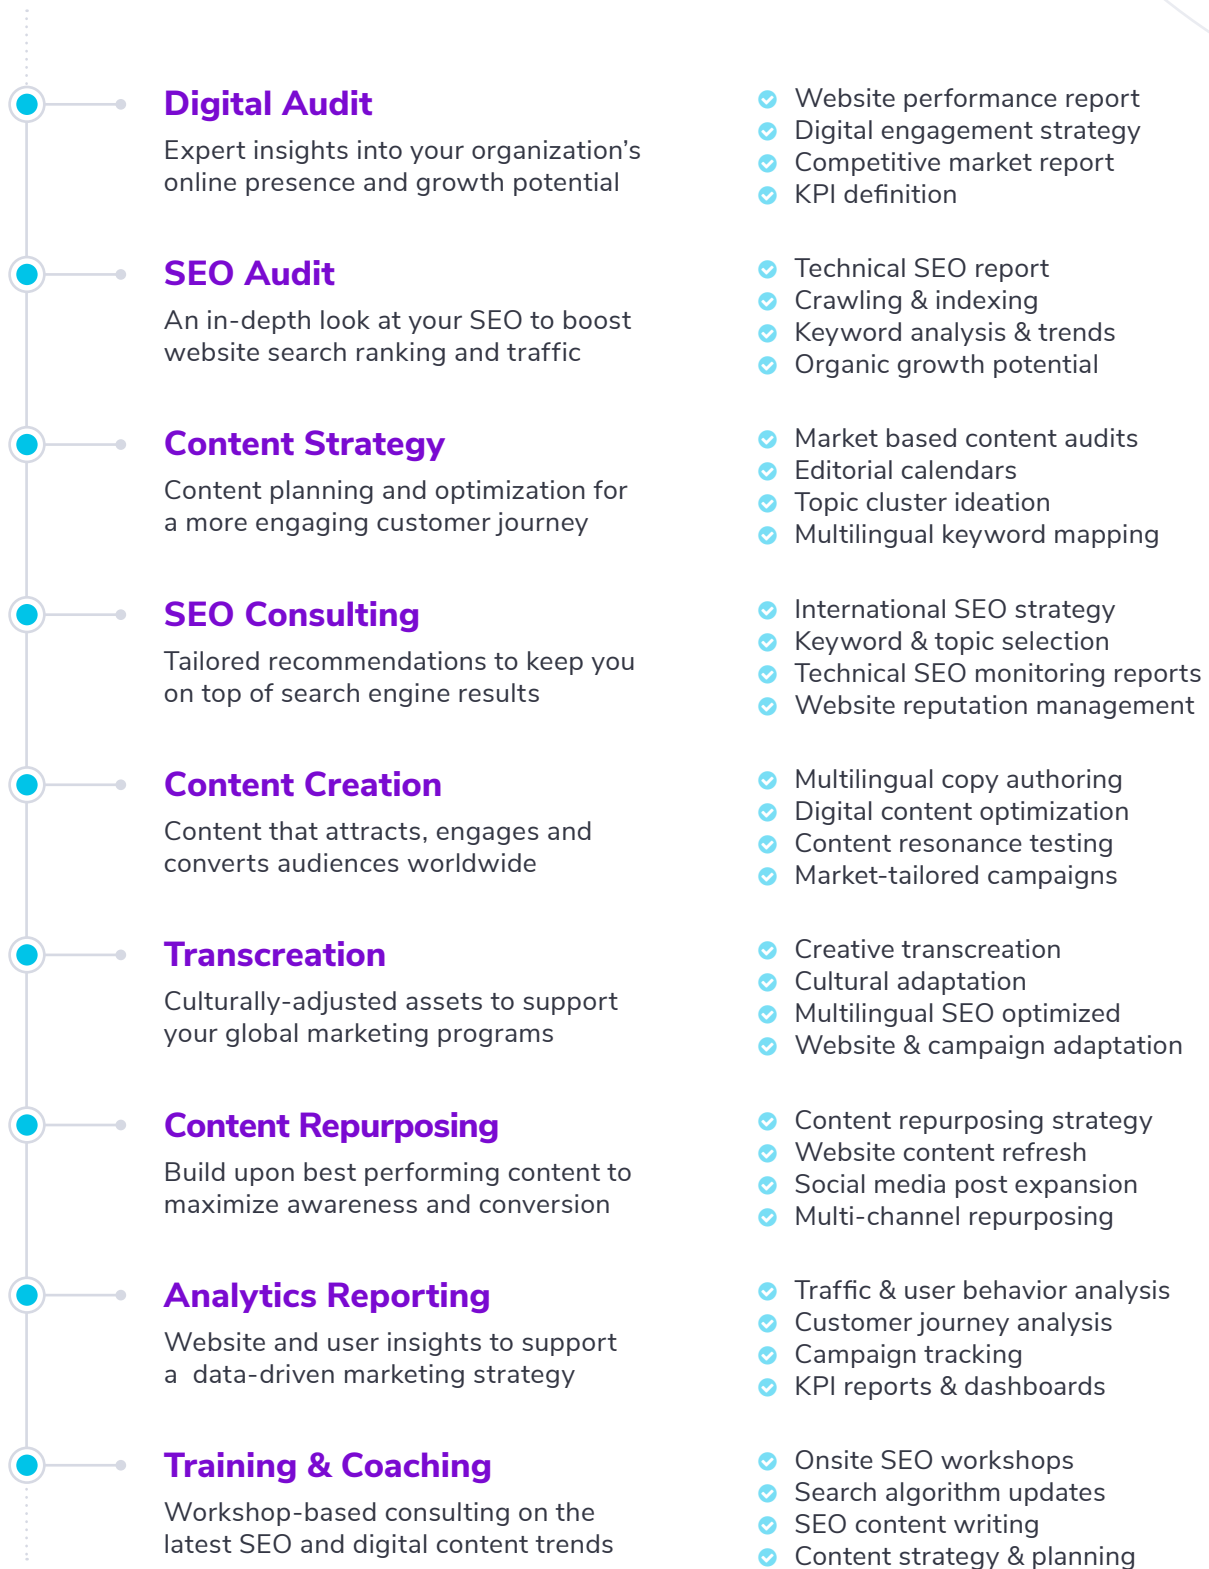 Digital Audit
Expert insights into your organization’s
online presence and growth potential
Website performance report
Digital engagement strategy
Competitive market report
KPI definition
SEO Audit
An in-depth look at your SEO to boost
website search ranking and traffic
Technical SEO report
Crawling & indexing
Keyword analysis & trends
Organic growth potential
Content Strategy
Content planning and optimization for
a more engaging customer journey
Market based content audits
Editorial calendars
Topic cluster ideation
Multilingual keyword mapping
SEO Consulting
Tailored recommendations to keep you
on top of search engine results
International SEO strategy
Keyword & topic selection
Technical SEO monitoring reports
Website reputation management
Content Creation
Content that attracts, engages and
converts audiences worldwide
Multilingual copy authoring
Digital content optimization
Content resonance testing
Market-tailored campaigns
Transcreation
Culturally-adjusted assets to support
your global marketing programs
Creative transcreation
Cultural adaptation
Multilingual SEO optimized
Website & campaign adaptation
Content Repurposing
Build upon best performing content to
maximize awareness and conversion
Content repurposing strategy
Website content refresh
Social media post expansion
Multi-channel repurposing
Analytics Reporting
Website and user insights to support
a  data-driven marketing strategy
Traffic & user behavior analysis
Customer journey analysis
Campaign tracking
KPI reports & dashboards
Training & Coaching
Workshop-based consulting on the
latest SEO and digital content trends
Onsite SEO workshops
Search algorithm updates
SEO content writing
Content strategy & planning